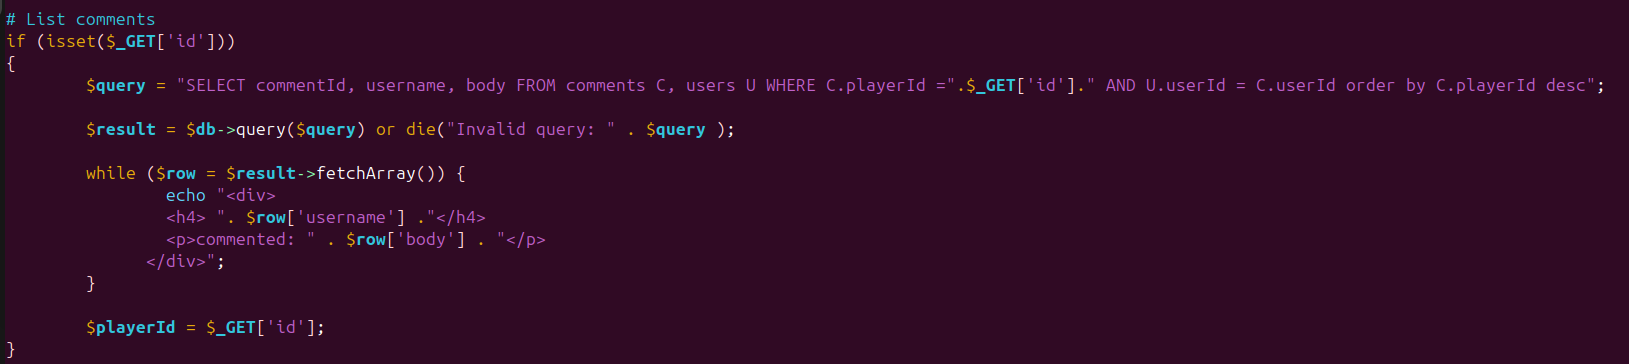 # List comments
if (isset($_GET['id']))
{
        $query = "SELECT commentId, username, body FROM comments C, users U WHERE C.playerId =".$_GET['id']." AND U.userId = C.userId order by C.playerId desc";

        $result = $db->query($query) or die("Invalid query: " . $query );

        while ($row = $result->fetchArray()) {
                echo "<div>
                <h4> ". $row['username'] ."</h4>
                <p>commented: " . $row['body'] . "</p>
              </div>";
        }

        $playerId = $_GET['id'];
}